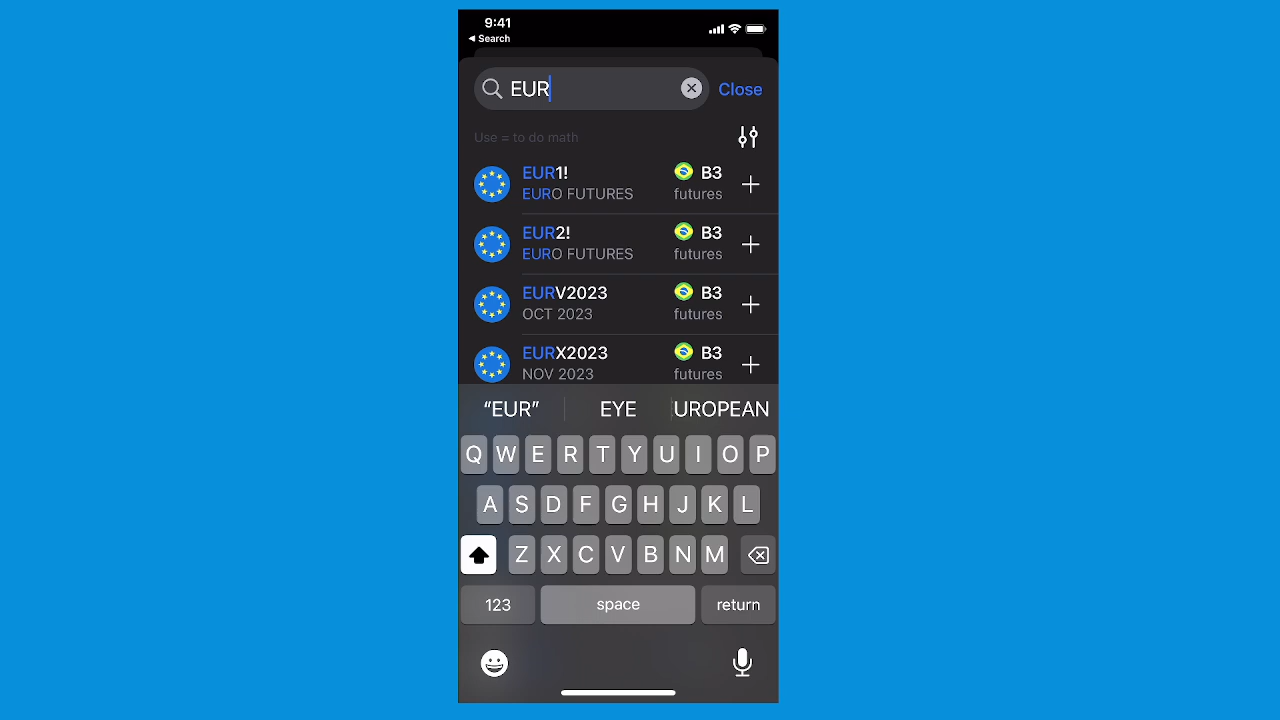 9:41
Search
EUR
Close
Use = to do math
EUR1!
B3
EURO FUTURES
futures
EUR2!
B3
EURO FUTURES
futures
EURV2023
B3
OCT 2023
futures
EURX2023
B3
NOV 2023
futures
“EUR” EYE UROPEAN
Q W E R T Y U I O P
A S D F G H J K L
Z X C V B N M
123 space return